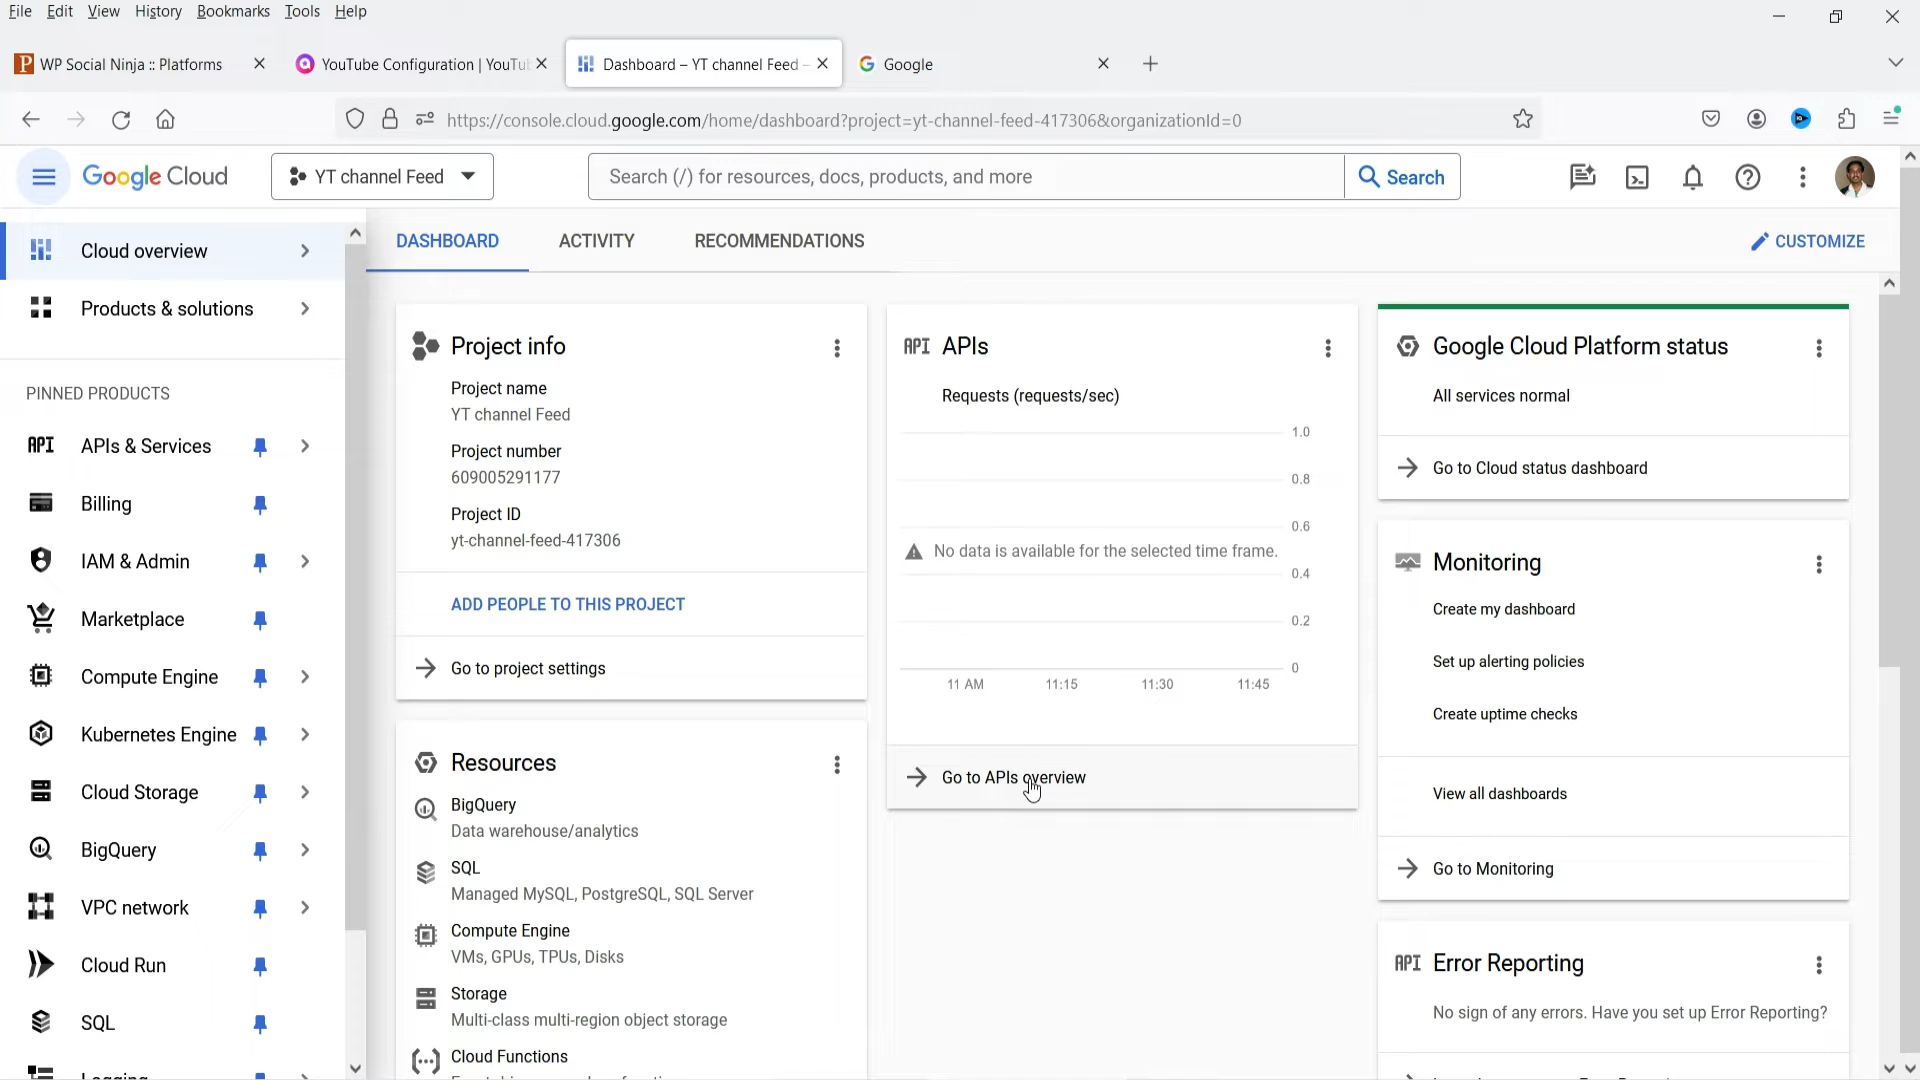 File Edit View History Bookmarks Tools Help
WP Social Ninja :: Platforms
YouTube Configuration | YouTu
Dashboard – YT channel Feed –
Google
https://console.cloud.google.com/home/dashboard?project=yt-channel-feed-417306&organizationId=0
Google Cloud
YT channel Feed
Search (/) for resources, docs, products, and more
Search
Cloud overview
Products & solutions
PINNED PRODUCTS
API APIs & Services
Billing
IAM & Admin
Marketplace
Compute Engine
Kubernetes Engine
Cloud Storage
BigQuery
VPC network
Cloud Run
SQL
Logging
DASHBOARD
ACTIVITY
RECOMMENDATIONS
CUSTOMIZE
Project info
Project name
YT channel Feed
Project number
609005291177
Project ID
yt-channel-feed-417306
ADD PEOPLE TO THIS PROJECT
Go to project settings
Resources
BigQuery
Data warehouse/analytics
SQL
Managed MySQL, PostgreSQL, SQL Server
Compute Engine
VMs, GPUs, TPUs, Disks
Storage
Multi-class multi-region object storage
Cloud Functions
API APIs
Requests (requests/sec)
1.0
0.8
0.6
No data is available for the selected time frame.
0.4
0.2
0
11 AM 11:15 11:30 11:45
Go to APIs overview
Google Cloud Platform status
All services normal
Go to Cloud status dashboard
Monitoring
Create my dashboard
Set up alerting policies
Create uptime checks
View all dashboards
Go to Monitoring
API Error Reporting
No sign of any errors. Have you set up Error Reporting?